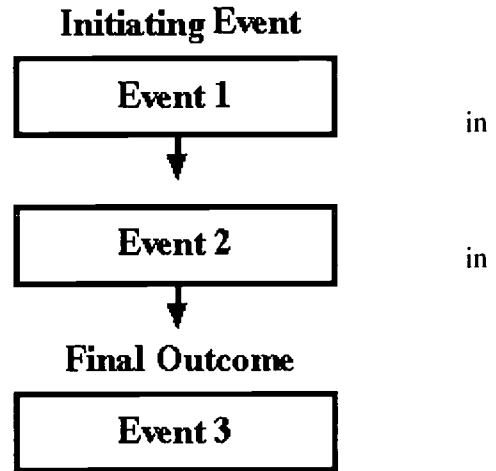 Initiating Event
Event 1
in
Event 2
in
Final Outcome
Event 3